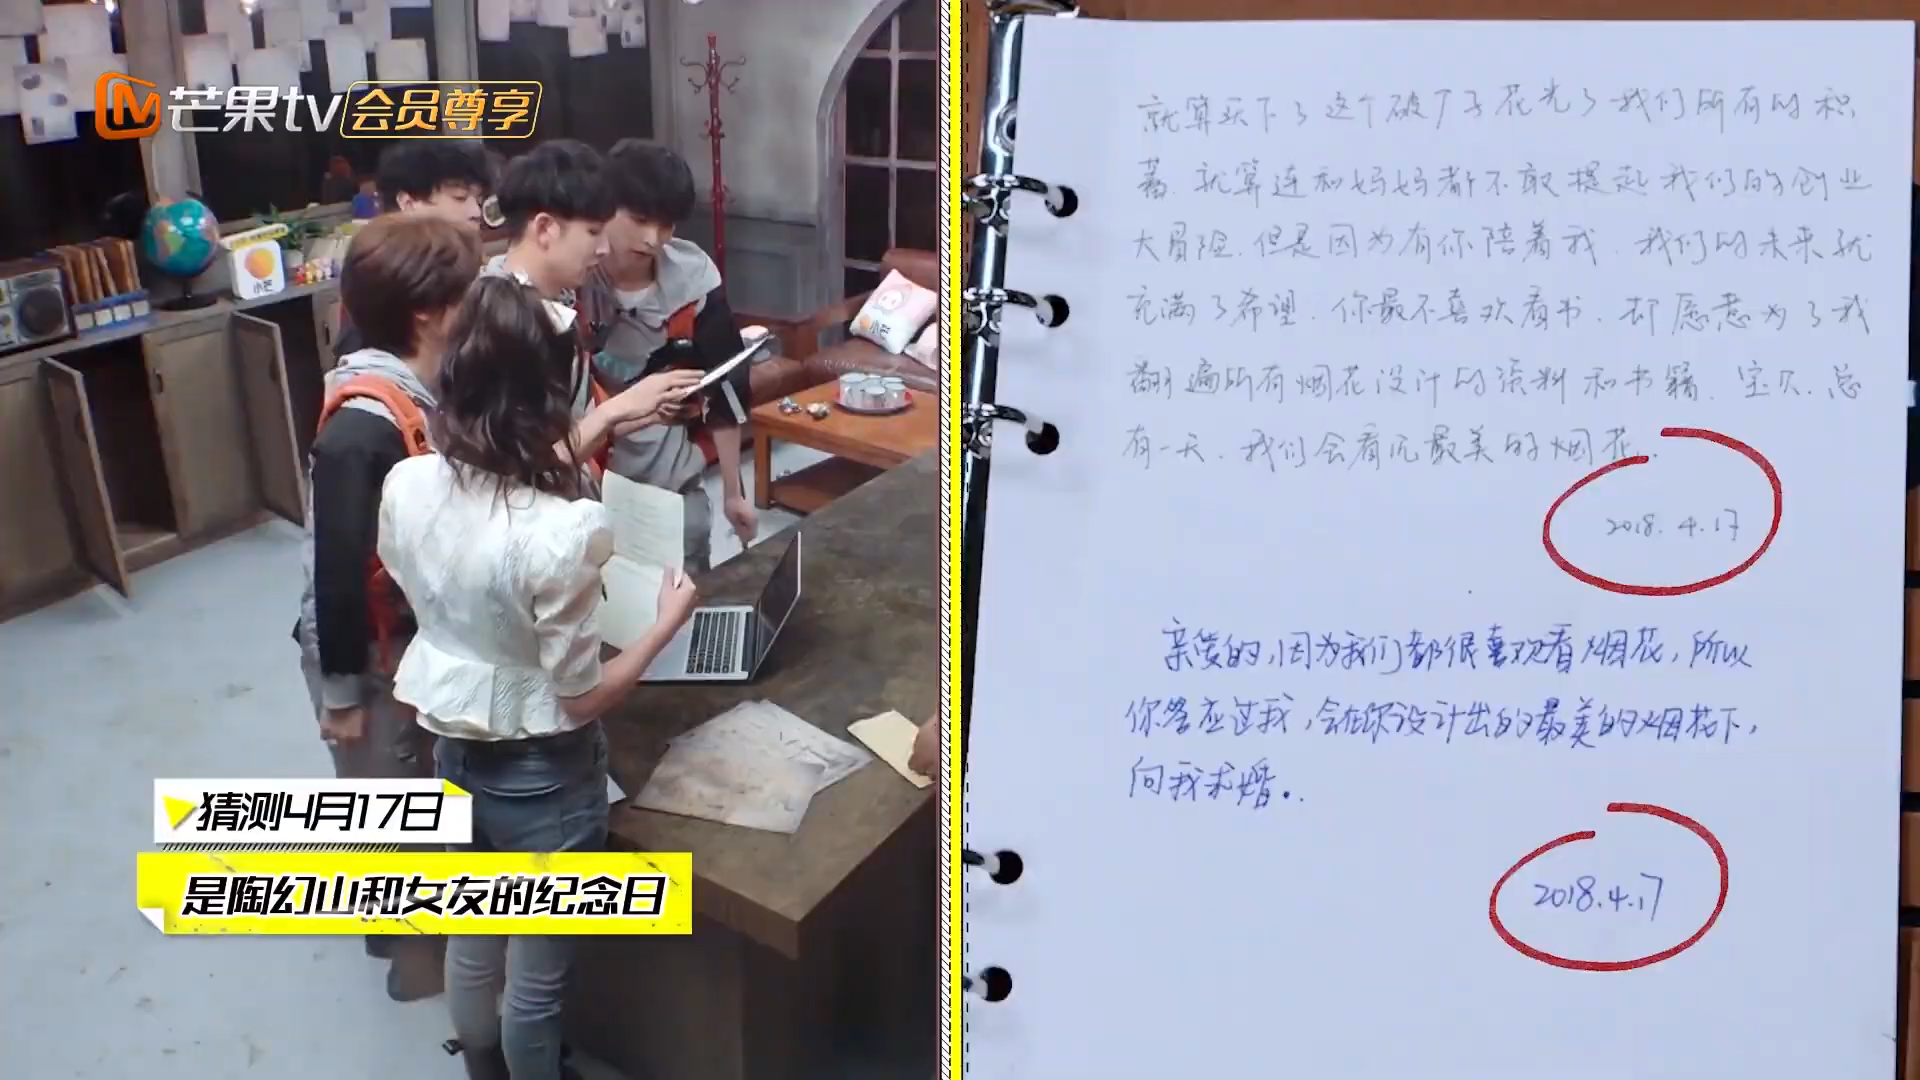 芒果tv会员尊享
小芒
小芒
猜测4月17日
是陶幻山和女友的纪念日
就算买下了这个破厂子花光了我们所有的积
蓄.就算连和妈妈都不敢提起我们的创业
大冒险.但是因为有你陪着我.我们的未来就
充满了希望.你最不喜欢看书.却愿意为了我
翻遍所有烟花设计的资料和书籍.宝贝.总
有一天.我们会看见最美的烟花.
2018.4.17
亲爱的,因为我们都很喜欢看烟花,所以
你答应过我,会在你设计出的最美的烟花下,
向我求婚..
2018.4.17